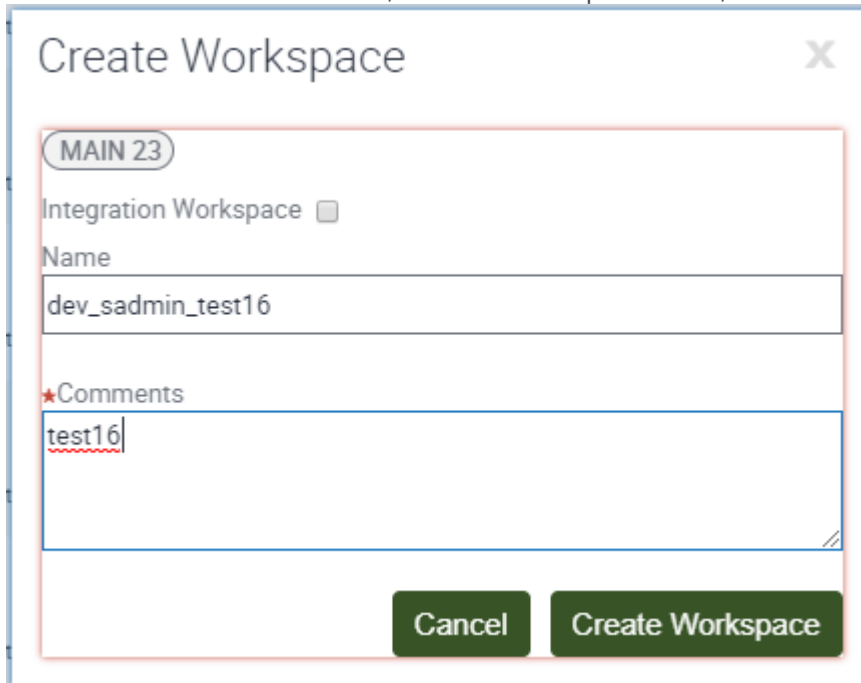 Create Workspace X
MAIN 23
Integration Workspace
Name
dev_sadmin_test16
★Comments
test16
Cancel Create Workspace